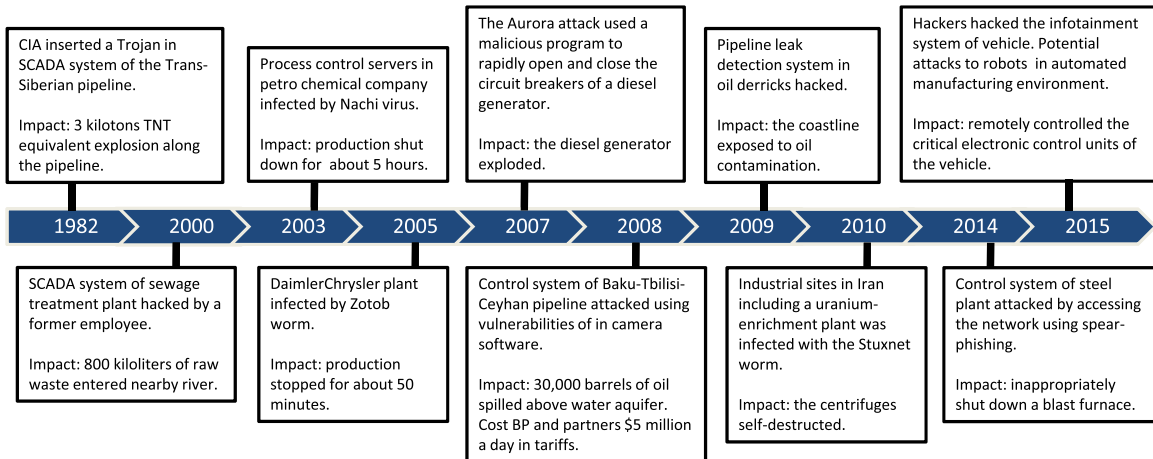 CIA inserted a Trojan in
SCADA system of the Trans-
Siberian pipeline.
Impact: 3 kilotons TNT
equivalent explosion along
the pipeline.
Process control servers in
petro chemical company
infected by Nachi virus.
Impact: production shut
down for about 5 hours.
The Aurora attack used a
malicious program to
rapidly open and close the
circuit breakers of a diesel
generator.
Impact: the diesel generator
exploded.
Pipeline leak
detection system in
oil derricks hacked.
Impact: the coastline
exposed to oil
contamination.
Hackers hacked the infotainment
system of vehicle. Potential
attacks to robots in automated
manufacturing environment.
Impact: remotely controlled the
critical electronic control units of
the vehicle.
1982 2000 2003 2005 2007 2008 2009 2010 2014 2015
SCADA system of sewage
treatment plant hacked by a
former employee.
Impact: 800 kiloliters of raw
waste entered nearby river.
DaimlerChrysler plant
infected by Zotob
worm.
Impact: production
stopped for about 50
minutes.
Control system of Baku-Tbilisi-
Ceyhan pipeline attacked using
vulnerabilities of in camera
software.
Impact: 30,000 barrels of oil
spilled above water aquifer.
Cost BP and partners $5 million
a day in tariffs.
Industrial sites in Iran
including a uranium-
enrichment plant was
infected with the Stuxnet
worm.
Impact: the centrifuges
self-destructed.
Control system of steel
plant attacked by accessing
the network using spear-
phishing.
Impact: inappropriately
shut down a blast furnace.